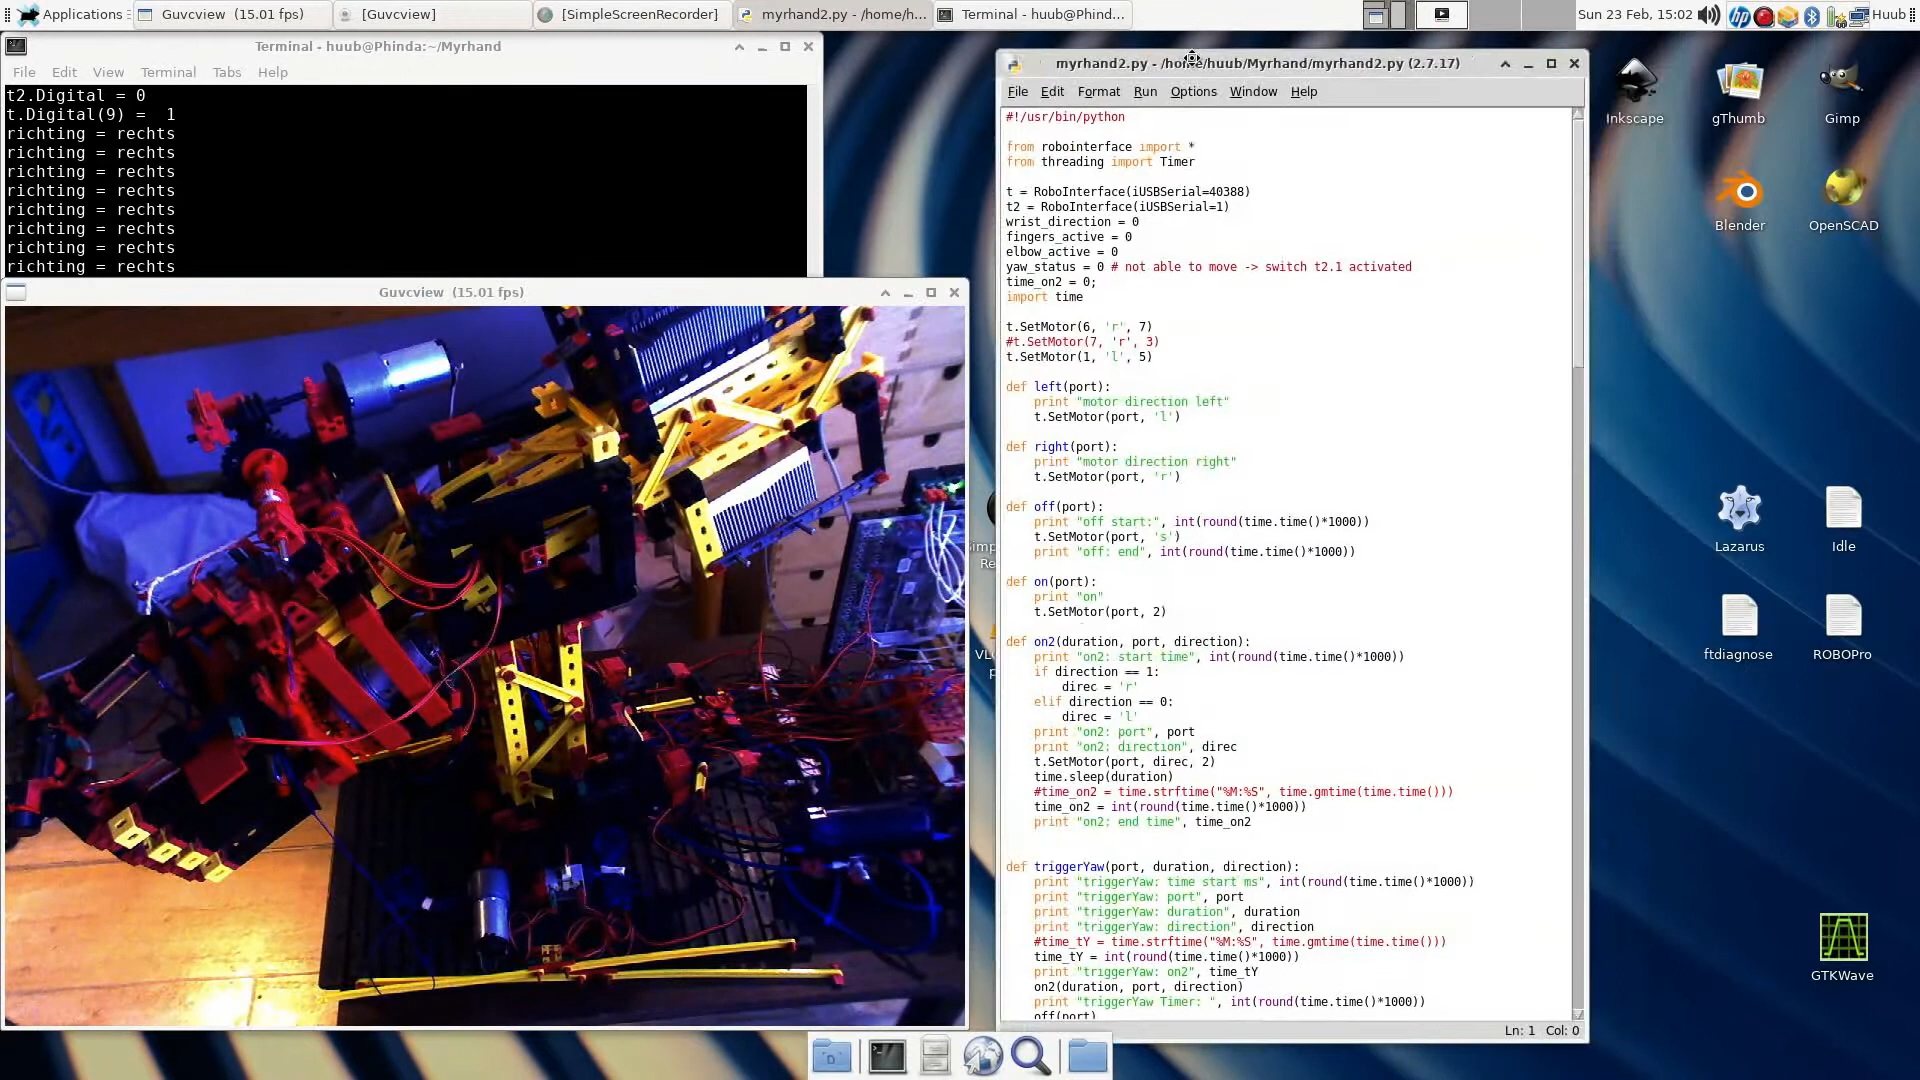 Applications
Guvcview (15.01 fps)
[Guvcview]
[SimpleScreenRecorder]
myrhand2.py - /home/h...
Terminal - huub@Phind...
Sun 23 Feb, 15:02
Huub
Terminal - huub@Phinda:~/Myrhand
File Edit View Terminal Tabs Help
t2.Digital = 0
t.Digital(9) =  1
richting = rechts
richting = rechts
richting = rechts
richting = rechts
richting = rechts
richting = rechts
richting = rechts
richting = rechts
Guvcview (15.01 fps)
myrhand2.py - /home/huub/Myrhand/myrhand2.py (2.7.17)
File Edit Format Run Options Window Help
#!/usr/bin/python
from robointerface import *
from threading import Timer
t = RoboInterface(iUSBSerial=40388)
t2 = RoboInterface(iUSBSerial=1)
wrist_direction = 0
fingers_active = 0
elbow_active = 0
yaw_status = 0 # not able to move -> switch t2.1 activated
time_on2 = 0;
import time
t.SetMotor(6, 'r', 7)
#t.SetMotor(7, 'r', 3)
t.SetMotor(1, 'l', 5)
def left(port):
    print "motor direction left"
    t.SetMotor(port, 'l')
def right(port):
    print "motor direction right"
    t.SetMotor(port, 'r')
def off(port):
    print "off start:", int(round(time.time()*1000))
    t.SetMotor(port, 's')
    print "off: end", int(round(time.time()*1000))
def on(port):
    print "on"
    t.SetMotor(port, 2)
def on2(duration, port, direction):
    print "on2: start time", int(round(time.time()*1000))
    if direction == 1:
        direc = 'r'
    elif direction == 0:
        direc = 'l'
    print "on2: port", port
    print "on2: direction", direc
    t.SetMotor(port, direc, 2)
    time.sleep(duration)
    #time_on2 = time.strftime("%M:%S", time.gmtime(time.time()))
    time_on2 = int(round(time.time()*1000))
    print "on2: end time", time_on2
def triggerYaw(port, duration, direction):
    print "triggerYaw: time start ms", int(round(time.time()*1000))
    print "triggerYaw: port", port
    print "triggerYaw: duration", duration
    print "triggerYaw: direction", direction
    #time_tY = time.strftime("%M:%S", time.gmtime(time.time()))
    time_tY = int(round(time.time()*1000))
    print "triggerYaw: on2", time_tY
    on2(duration, port, direction)
    print "triggerYaw Timer: ", int(round(time.time()*1000))
    off(port)
Ln: 1 Col: 0
Inkscape
gThumb
Gimp
Blender
OpenSCAD
Lazarus
Idle
ftdiagnose
ROBOPro
GTKWave